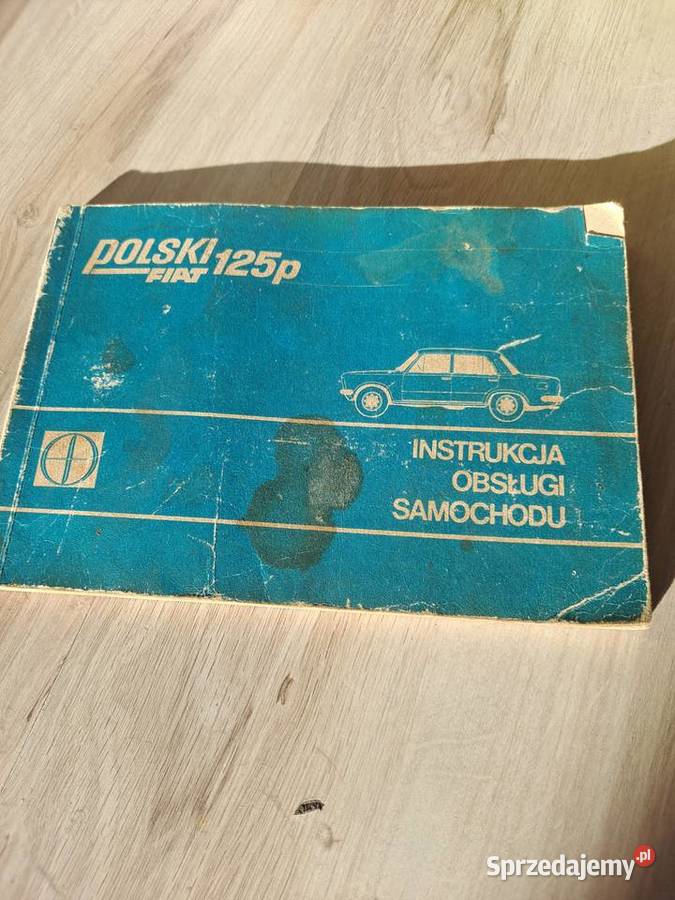 POLSKI
FIAT 125p
INSTRUKCJA
OBSŁUGI
SAMOCHODU
Sprzedajemy.pl